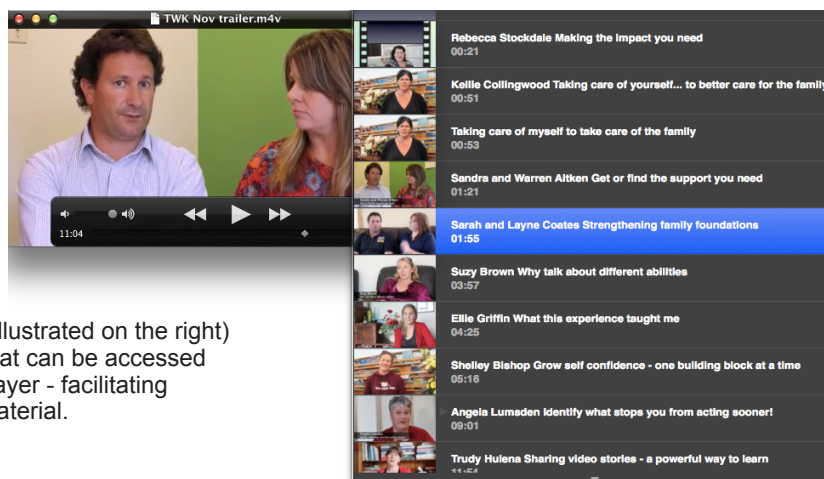 TWK Nov trailer.m4v
11:04
Rebecca Stockdale Making the impact you need
00:21
Kellie Collingwood Taking care of yourself... to better care for the family
00:51
Taking care of myself to take care of the family
00:53
Sandra and Warren Aitken Get or find the support you need
01:21
Sarah and Layne Coates Strengthening family foundations
01:55
Suzy Brown Why talk about different abilities
03:57
Ellie Griffin What this experience taught me
04:25
Shelley Bishop Grow self confidence - one building block at a time
05:16
Angela Lumsden Identify what stops you from acting sooner!
09:01
Trudy Hulena Sharing video stories - a powerful way to learn
11:54
llustrated on the right)
at can be accessed
ayer - facilitating
aterial.